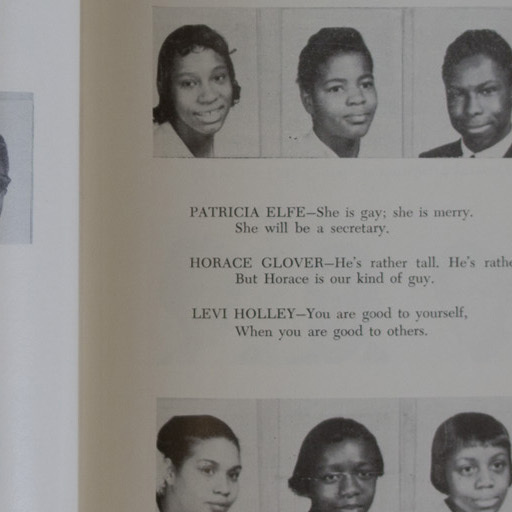 PATRICIA ELFE—She is gay; she is merry.
She will be a secretary.
HORACE GLOVER—He's rather tall. He's
But Horace is our kind of guy.
LEVI HOLLEY—You are good to yourself,
When you are good to others.